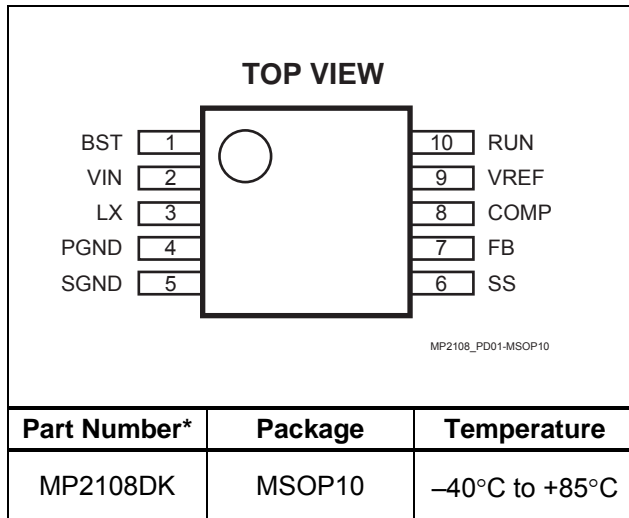 TOP VIEW
BST 1 10 RUN
VIN 2 9 VREF
LX 3 8 COMP
PGND 4 7 FB
SGND 5 6 SS
MP2108_PD01-MSOP10
Part Number* Package Temperature
MP2108DK MSOP10 –40°C to +85°C